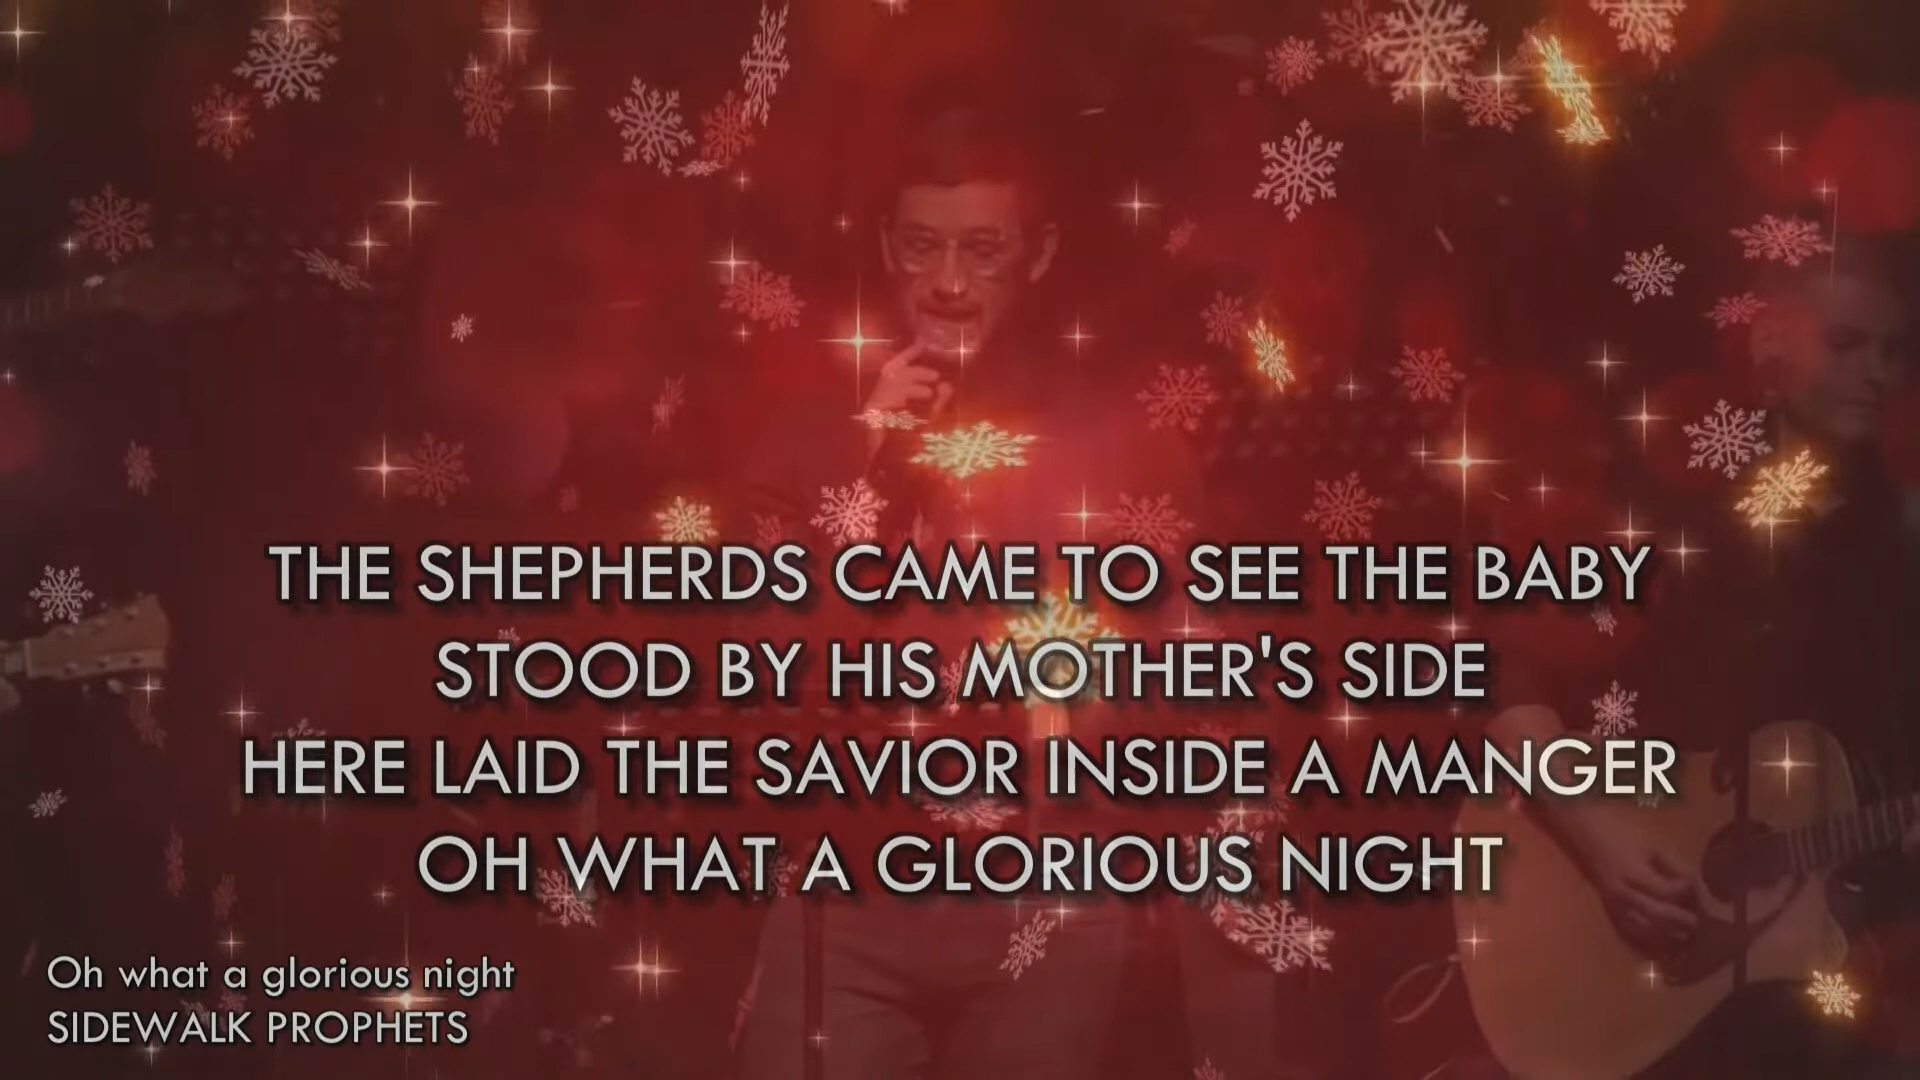 THE SHEPHERDS CAME TO SEE THE BABY
STOOD BY HIS MOTHER'S SIDE
HERE LAID THE SAVIOR INSIDE A MANGER
OH WHAT A GLORIOUS NIGHT
Oh what a glorious night
SIDEWALK PROPHETS